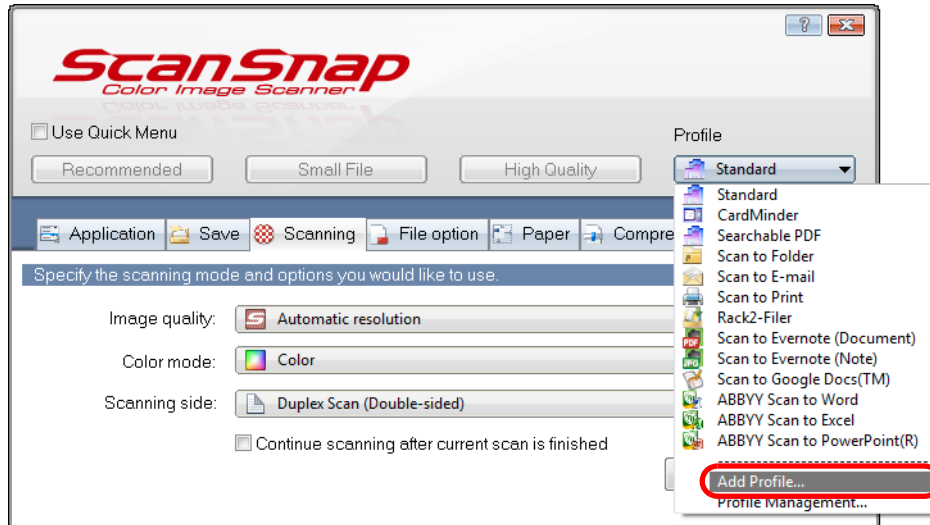 ScanSnap
Color Image Scanner
Use Quick Menu
Profile
Recommended
Small File
High Quality
Standard
Application
Save
Scanning
File option
Paper
Compre
Specify the scanning mode and options you would like to use.
Image quality:
Automatic resolution
Color mode:
Color
Scanning side:
Duplex Scan (Double-sided)
Continue scanning after current scan is finished
Standard
CardMinder
Searchable PDF
Scan to Folder
Scan to E-mail
Scan to Print
Rack2-Filer
Scan to Evernote (Document)
Scan to Evernote (Note)
Scan to Google Docs(TM)
ABBYY Scan to Word
ABBYY Scan to Excel
ABBYY Scan to PowerPoint(R)
Add Profile...
Profile Management...